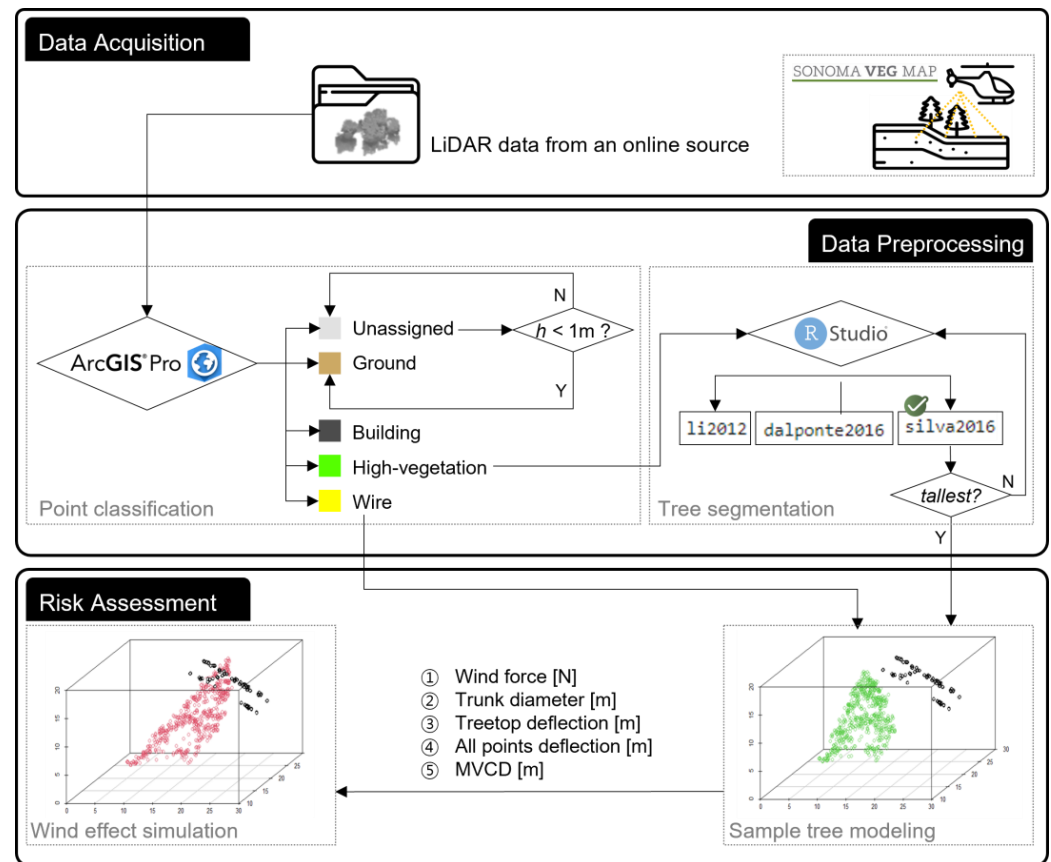 Data Acquisition
LiDAR data from an online source
SONOMA VEG MAP
Data Preprocessing
ArcGIS® Pro
Unassigned
Ground
Building
High-vegetation
Wire
h < 1m ?
N
Y
Point classification
R Studio
li2012
dalponte2016
silva2016
tallest?
N
Y
Tree segmentation
Risk Assessment
0 5 10 15 20
0 5 10 15 20 25 30
10 15 20 25
Wind effect simulation
① Wind force [N]
② Trunk diameter [m]
③ Treetop deflection [m]
④ All points deflection [m]
⑤ MVCD [m]
0 5 10 15 20
0 5 10 15 20 25 30
10 15 20 25 30
Sample tree modeling